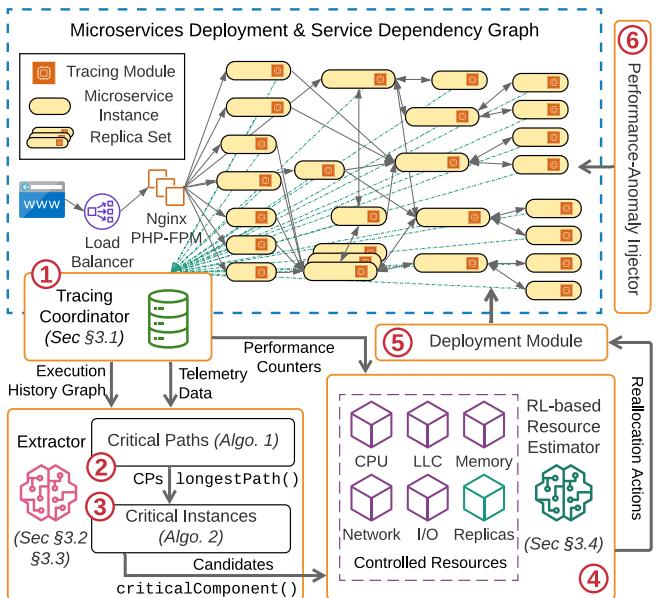 Microservices Deployment & Service Dependency Graph
Tracing Module
Microservice
Instance
Replica Set
www
Load
Balancer
Nginx
PHP-FPM
6
Performance-Anomaly Injector
1
Tracing
Coordinator
(Sec §3.1)
5
Deployment Module
Performance
Counters
Execution
History Graph
Telemetry
Data
Reallocation Actions
Extractor
Critical Paths (Algo. 1)
2
CPs
longestPath()
3
Critical Instances
(Algo. 2)
(Sec §3.2
§3.3)
Candidates
criticalComponent()
CPU
LLC
Memory
Network
I/O
Replicas
Controlled Resources
RL-based
Resource
Estimator
(Sec §3.4)
4